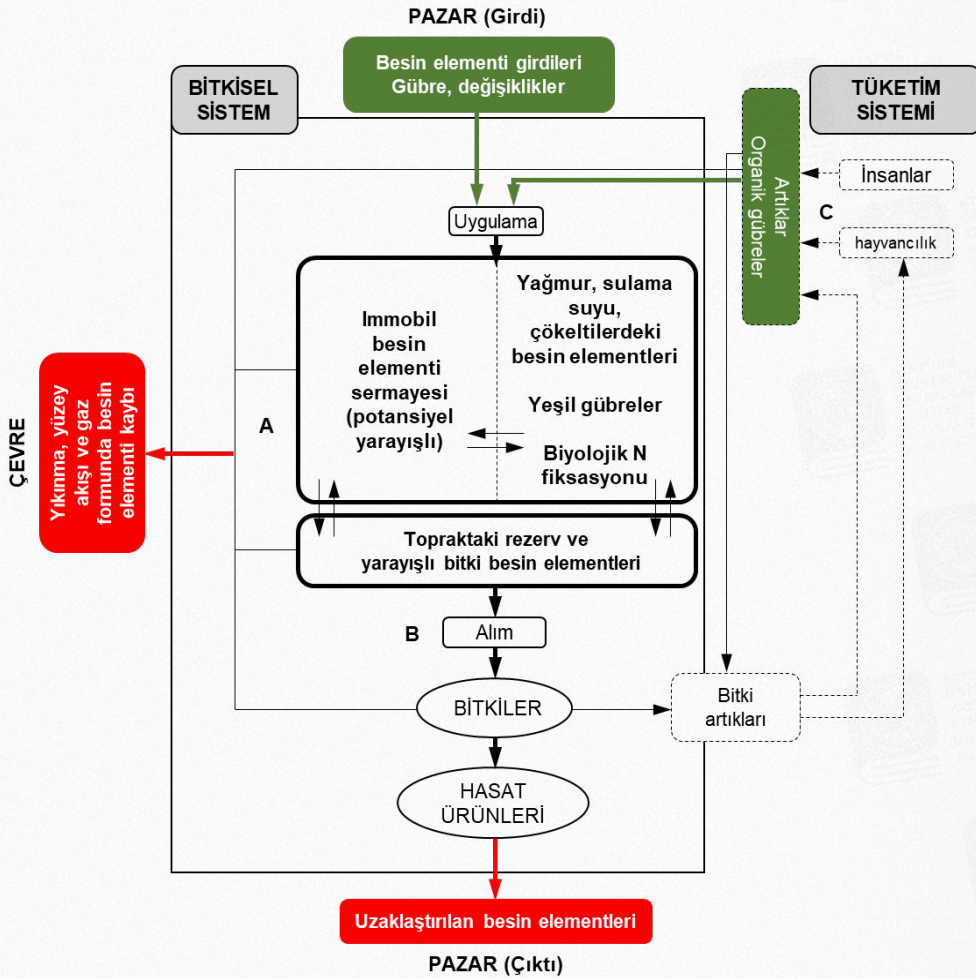 PAZAR (Girdi)
Besin elementi girdileri
Gübre, değişiklikler
BİTKİSEL
SİSTEM
TÜKETİM
SİSTEMİ
Artıklar
Organik gübreler
İnsanlar
C
hayvancılık
Uygulama
Immobil
besin
elementi
sermayesi
(potansiyel
yarayışlı)
Yağmur, sulama
suyu,
çökeltilerdeki
besin elementleri
Yeşil gübreler
Biyolojik N
fiksasyonu
A
ÇEVRE
Yıkınma, yüzey
akışı ve gaz
formunda besin
elementi kaybı
Topraktaki rezerv ve
yarayışlı bitki besin elementleri
B
Alım
BİTKİLER
Bitki
artıkları
HASAT
ÜRÜNLERİ
Uzaklaştırılan besin elementleri
PAZAR (Çıktı)